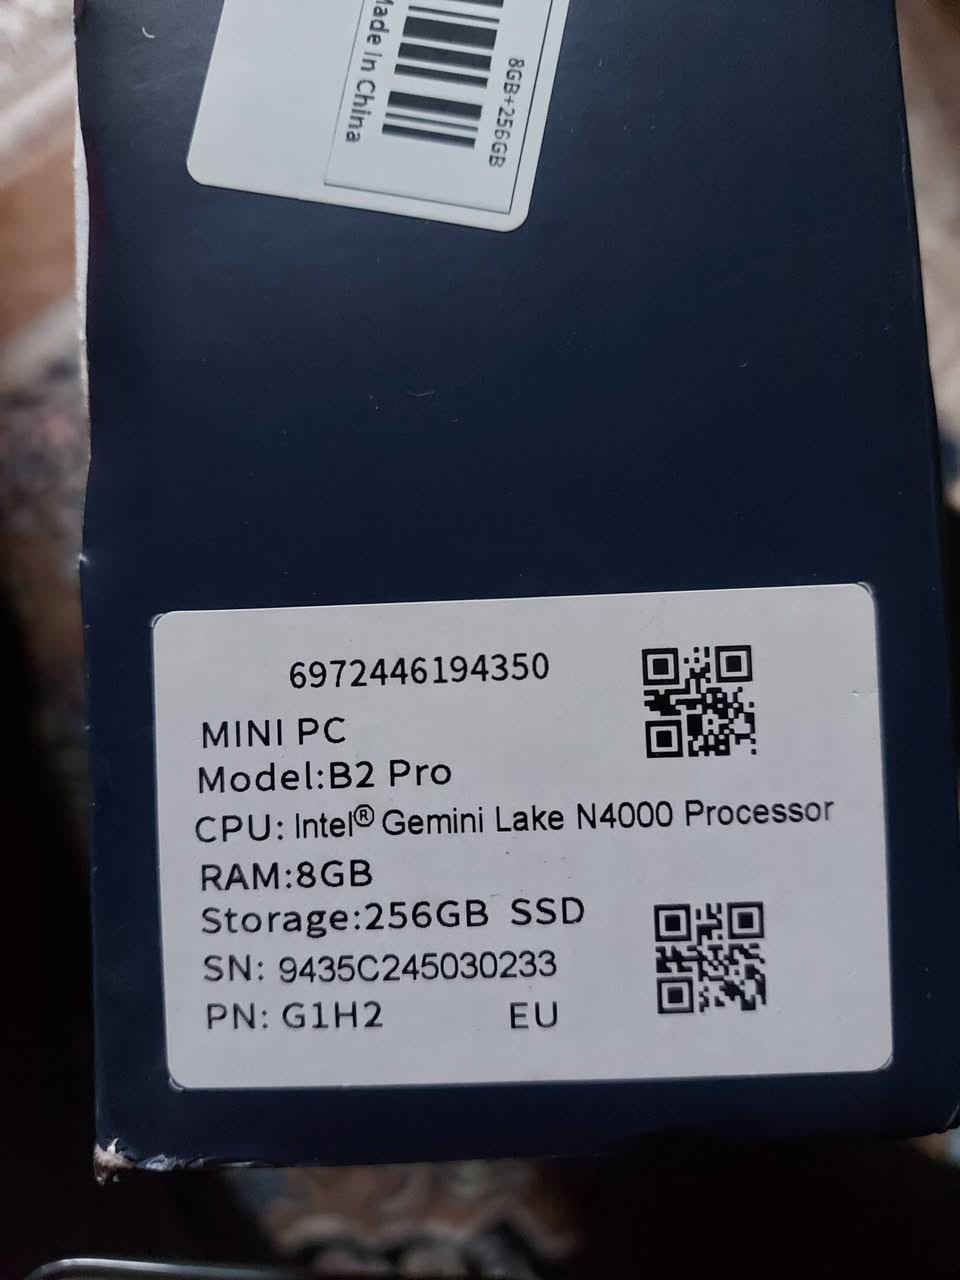 Made In China
8GB+256GB
6972446194350
MINI PC
Model:B2 Pro
CPU: Intel® Gemini Lake N4000 Processor
RAM:8GB
Storage:256GB SSD
SN: 9435C245030233
PN: G1H2 EU